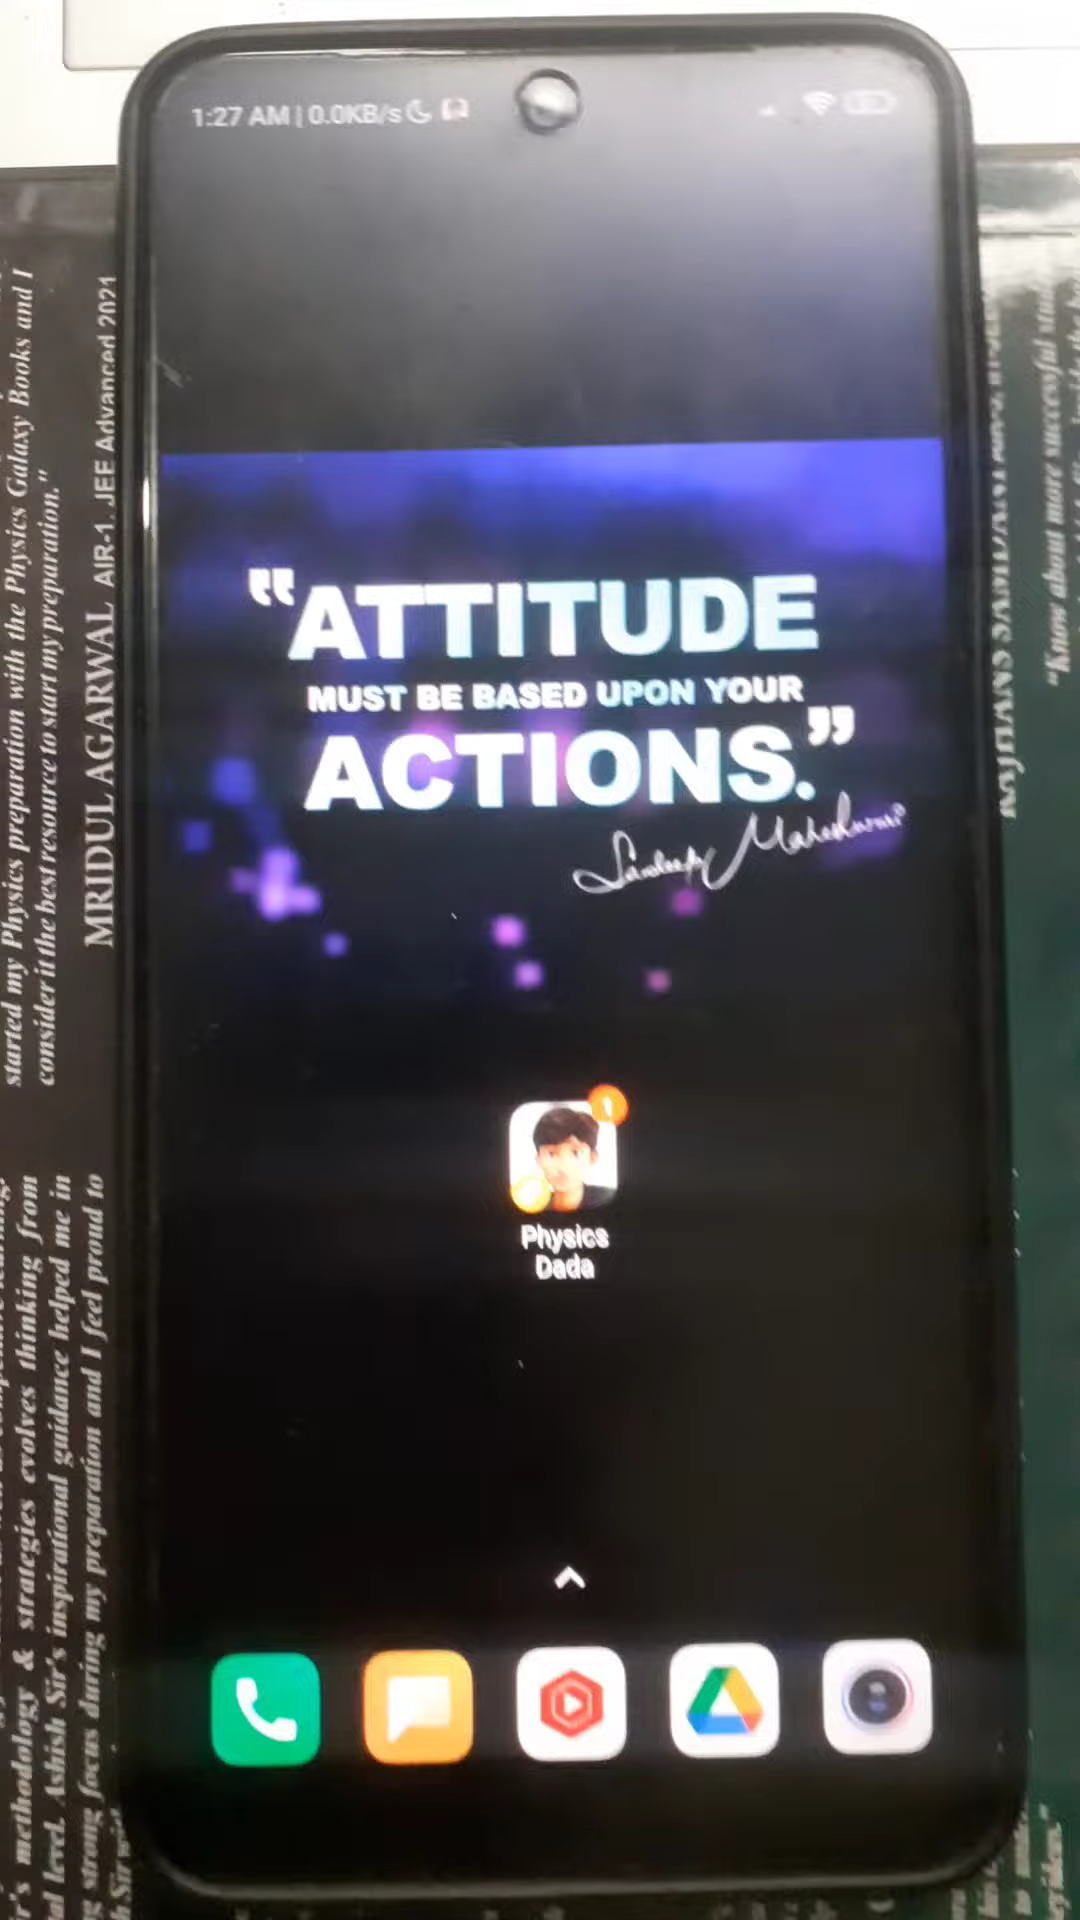 1:27 AM | 0.0KB/s
“ATTITUDE
MUST BE BASED UPON YOUR
ACTIONS.”
Sandeep Maheshwari
1
Physics
Dada
started my Physics preparation with the Physics Galaxy Books and I
consider it the best resource to start my preparation."
MRIDUL AGARWAL AIR-1, JEE Advanced 2021
methodology & strategies evolves thinking from
level. Ashish Sir's inspirational guidance helped me in
strong focus during my preparation and I feel proud to
"Know about more successful